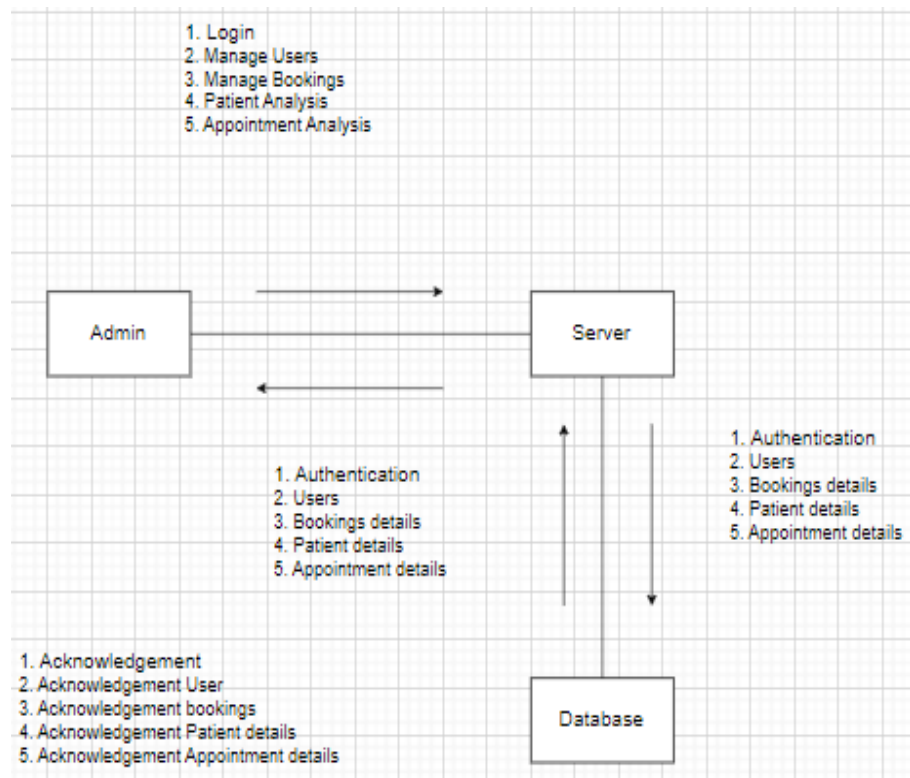 1. Login
2. Manage Users
3. Manage Bookings
4. Patient Analysis
5. Appointment Analysis
Admin
Server
1. Authentication
2. Users
3. Bookings details
4. Patient details
5. Appointment details
1. Authentication
2. Users
3. Bookings details
4. Patient details
5. Appointment details
1. Acknowledgement
2. Acknowledgement User
3. Acknowledgement bookings
4. Acknowledgement Patient details
5. Acknowledgement Appointment details
Database